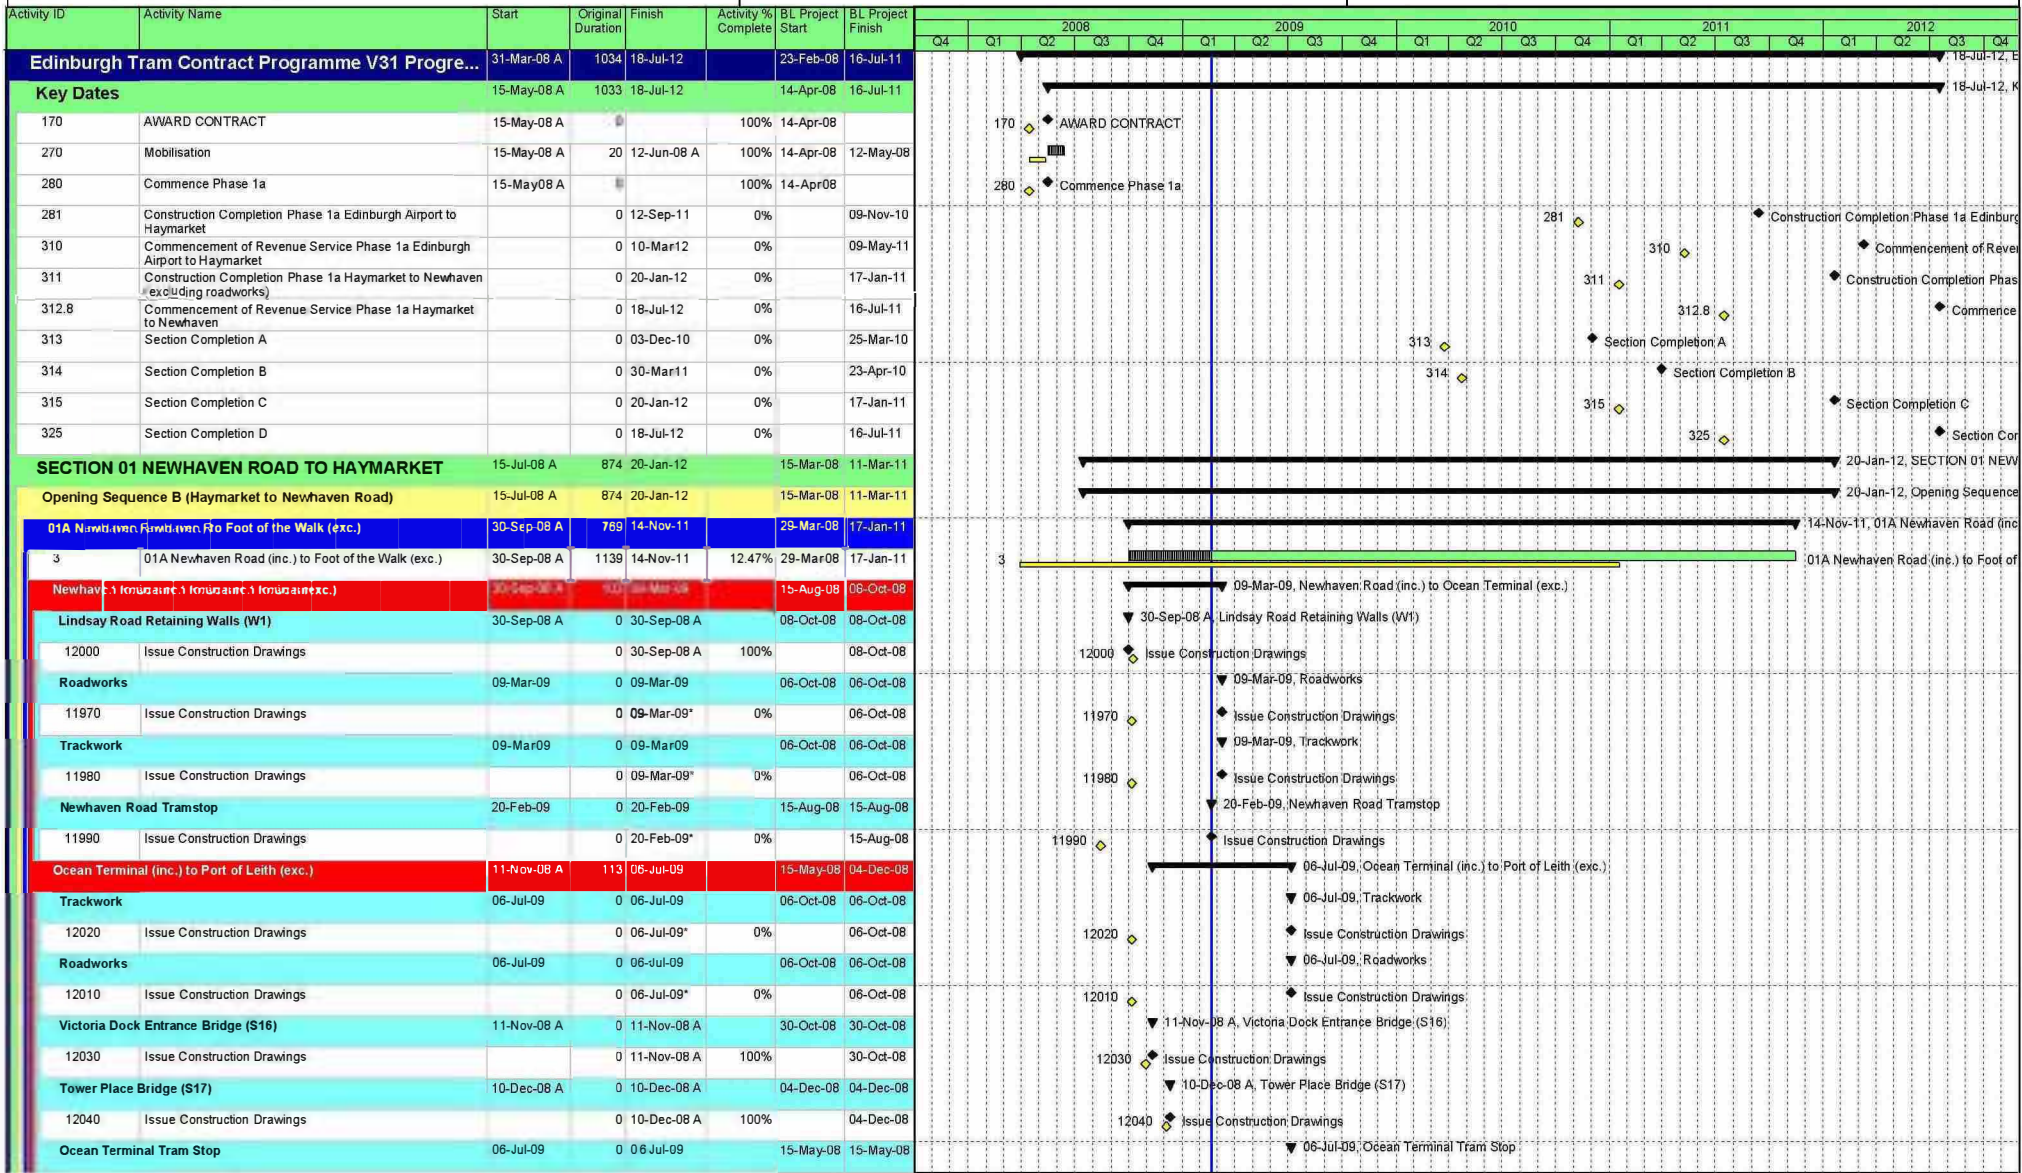 Activity ID Activity Name Start Original Duration Finish Activity % Complete BL Project Start BL Project Finish
2008 2009 2010 2011 2012
Q4 Q1 Q2 Q3 Q4 Q1 Q2 Q3 Q4 Q1 Q2 Q3 Q4 Q1 Q2 Q3 Q4 Q1 Q2 Q3 Q4
Edinburgh Tram Contract Programme V31 Progre... 31-Mar-08 A 1034 18-Jul-12 23-Feb-08 16-Jul-11 18-Jul-12, E
Key Dates 15-May-08 A 1033 18-Jul-12 14-Apr-08 16-Jul-11 18-Jul-12, K
170 AWARD CONTRACT 15-May-08 A 100% 14-Apr-08 170 AWARD CONTRACT
270 Mobilisation 15-May-08 A 20 12-Jun-08 A 100% 14-Apr-08 12-May-08
280 Commence Phase 1a 15-May08 A 100% 14-Apr08 280 Commence Phase 1a
281 Construction Completion Phase 1a Edinburgh Airport to Haymarket 0 12-Sep-11 0% 09-Nov-10 281 Construction Completion Phase 1a Edinburg
310 Commencement of Revenue Service Phase 1a Edinburgh Airport to Haymarket 0 10-Mar12 0% 09-May-11 310 Commencement of Reve
311 Construction Completion Phase 1a Haymarket to Newhaven excluding roadworks) 0 20-Jan-12 0% 17-Jan-11 311 Construction Completion Phas
312.8 Commencement of Revenue Service Phase 1a Haymarket to Newhaven 0 18-Jul-12 0% 16-Jul-11 312.8 Commence
313 Section Completion A 0 03-Dec-10 0% 25-Mar-10 313 Section Completion A
314 Section Completion B 0 30-Mar11 0% 23-Apr-10 314 Section Completion B
315 Section Completion C 0 20-Jan-12 0% 17-Jan-11 315 Section Completion C
325 Section Completion D 0 18-Jul-12 0% 16-Jul-11 325 Section Cor
SECTION 01 NEWHAVEN ROAD TO HAYMARKET 15-Jul-08 A 874 20-Jan-12 15-Mar-08 11-Mar-11 20-Jan-12, SECTION 01 NEW
Opening Sequence B (Haymarket to Newhaven Road) 15-Jul-08 A 874 20-Jan-12 15-Mar-08 11-Mar-11 20-Jan-12, Opening Sequence
01A to Foot of the Walk (exc.) 30-Sep-08 A 769 14-Nov-11 29-Mar-08 17-Jan-11 14-Nov-11, 01A Newhaven Road (inc
3 01A Newhaven Road (inc.) to Foot of the Walk (exc.) 30-Sep-08 A 1139 14-Nov-11 12.47% 29-Mar08 17-Jan-11 3 01A Newhaven Road (inc.) to Foot of
15-Aug-08 08-Oct-08 09-Mar-09, Newhaven Road (inc.) to Ocean Terminal (exc.)
Lindsay Road Retaining Walls (W1) 30-Sep-08 A 0 30-Sep-08 A 08-Oct-08 08-Oct-08 30-Sep-08 A, Lindsay Road Retaining Walls (W1)
12000 Issue Construction Drawings 0 30-Sep-08 A 100% 08-Oct-08 12000 Issue Construction Drawings
Roadworks 09-Mar-09 0 09-Mar-09 06-Oct-08 06-Oct-08 09-Mar-09, Roadworks
11970 Issue Construction Drawings 0 09-Mar-09* 0% 06-Oct-08 11970 Issue Construction Drawings
Trackwork 09-Mar09 0 09-Mar09 06-Oct-08 06-Oct-08 09-Mar-09, Trackwork
11980 Issue Construction Drawings 0 09-Mar-09* 0% 06-Oct-08 11980 Issue Construction Drawings
Newhaven Road Tramstop 20-Feb-09 0 20-Feb-09 15-Aug-08 15-Aug-08 20-Feb-09, Newhaven Road Tramstop
11990 Issue Construction Drawings 0 20-Feb-09* 0% 15-Aug-08 11990 Issue Construction Drawings
Ocean Terminal (inc.) to Port of Leith (exc.) 11-Nov-08 A 113 06-Jul-09 15-May-08 04-Dec-08 06-Jul-09, Ocean Terminal (inc.) to Port of Leith (exc.)
Trackwork 06-Jul-09 0 06-Jul-09 06-Oct-08 06-Oct-08 06-Jul-09, Trackwork
12020 Issue Construction Drawings 0 06-Jul-09* 0% 06-Oct-08 12020 Issue Construction Drawings
Roadworks 06-Jul-09 0 06-Jul-09 06-Oct-08 06-Oct-08 06-Jul-09, Roadworks
12010 Issue Construction Drawings 0 06-Jul-09* 0% 06-Oct-08 12010 Issue Construction Drawings
Victoria Dock Entrance Bridge (S16) 11-Nov-08 A 0 11-Nov-08 A 30-Oct-08 30-Oct-08 11-Nov-08 A, Victoria Dock Entrance Bridge (S16)
12030 Issue Construction Drawings 0 11-Nov-08 A 100% 30-Oct-08 12030 Issue Construction Drawings
Tower Place Bridge (S17) 10-Dec-08 A 0 10-Dec-08 A 04-Dec-08 04-Dec-08 10-Dec-08 A, Tower Place Bridge (S17)
12040 Issue Construction Drawings 0 10-Dec-08 A 100% 04-Dec-08 12040 Issue Construction Drawings
Ocean Terminal Tram Stop 06-Jul-09 0 06 Jul-09 15-May-08 15-May-08 06-Jul-09, Ocean Terminal Tram Stop